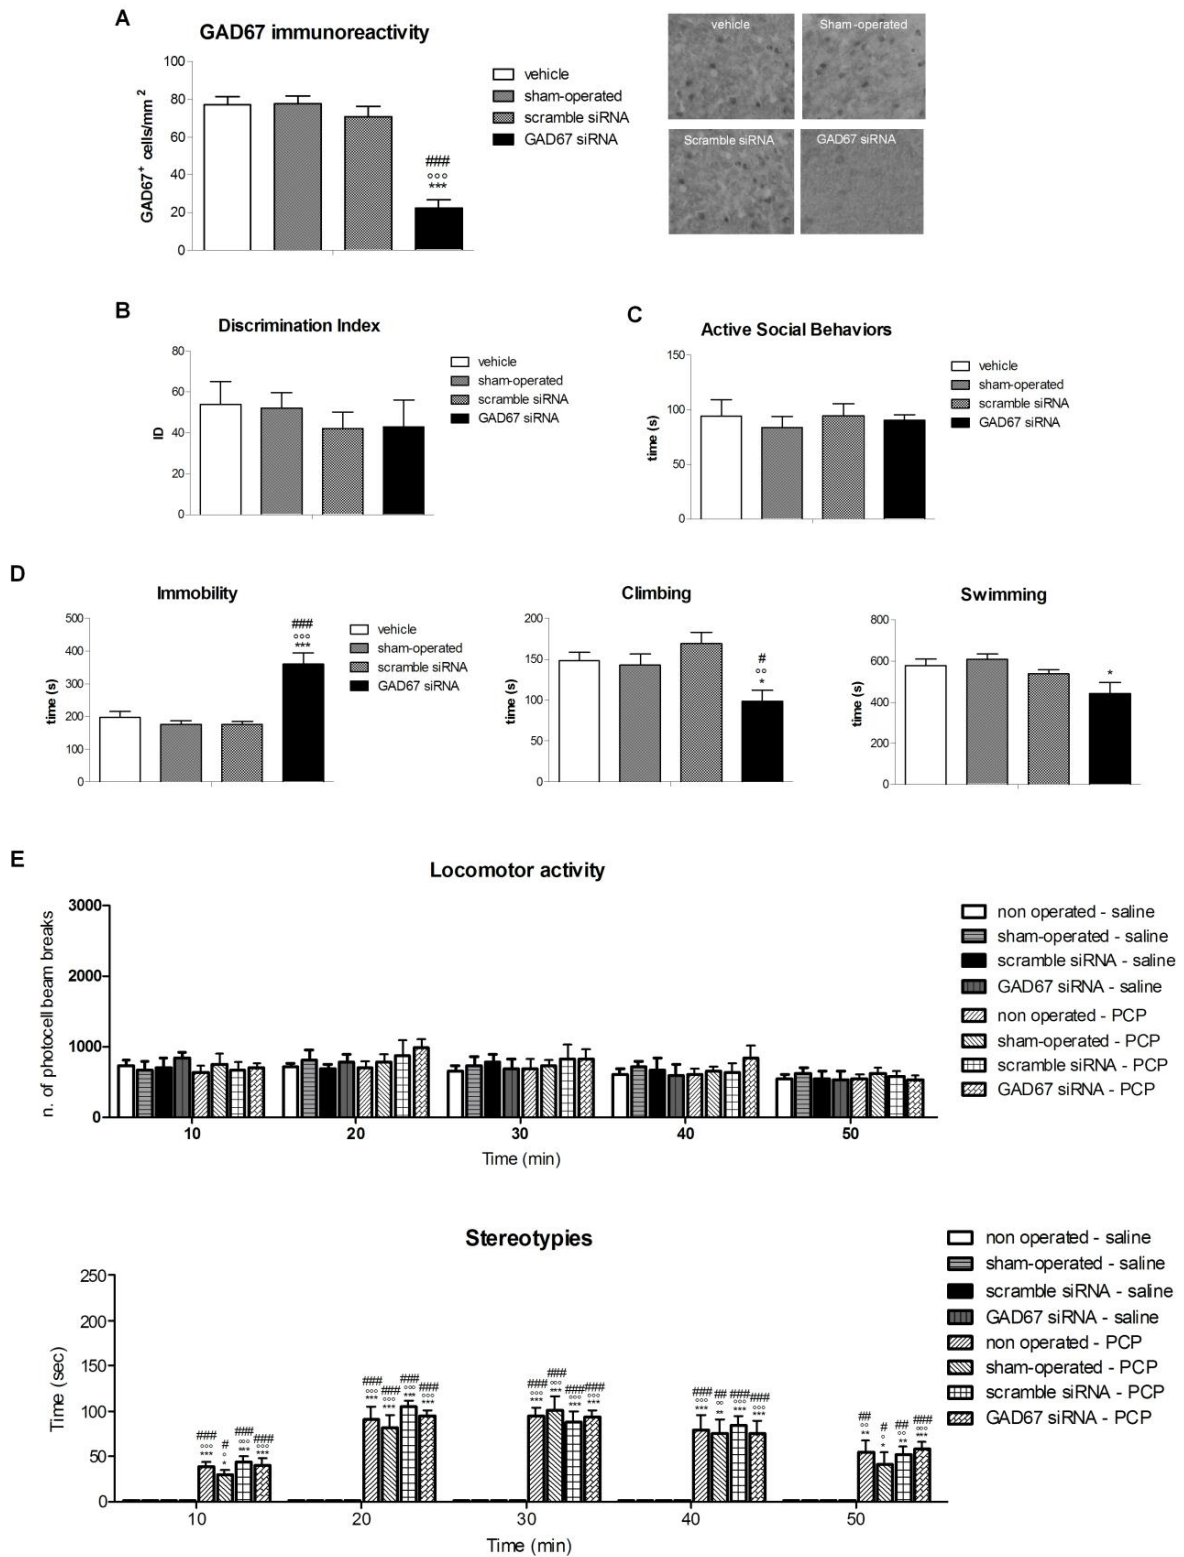 A
GAD67 immunoreactivity
GAD67+ cells/mm2
100
80
60
40
20
0
###
°°°
***
vehicle
sham-operated
scramble siRNA
GAD67 siRNA
vehicle
Sham-operated
Scramble siRNA
GAD67 siRNA
B
Discrimination Index
ID
80
60
40
20
0
vehicle
sham-operated
scramble siRNA
GAD67 siRNA
C
Active Social Behaviors
time (s)
150
100
50
0
vehicle
sham-operated
scramble siRNA
GAD67 siRNA
D
Immobility
time (s)
500
400
300
200
100
0
###
°°°
***
vehicle
sham-operated
scramble siRNA
GAD67 siRNA
Climbing
time (s)
200
150
100
50
0
#
°°
*
Swimming
time (s)
800
600
400
200
0
*
E
Locomotor activity
n. of photocell beam breaks
3000
2000
1000
0
10 20 30 40 50
Time (min)
non operated - saline
sham-operated - saline
scramble siRNA - saline
GAD67 siRNA - saline
non operated - PCP
sham-operated - PCP
scramble siRNA - PCP
GAD67 siRNA - PCP
Stereotypies
Time (sec)
250
200
150
100
50
0
### # ### ###
°°° ° °°° °°°
*** * *** ***
### ### ### ###
°°° °°° °°° °°°
*** *** *** ***
### ### ### ###
°°° °°° °°° °°°
*** *** *** ***
### ## ### ###
°°° °° °°° °°°
*** ** *** ***
## # ## ###
°° ° °° °°°
** * ** ***
10 20 30 40 50
Time (min)
non operated - saline
sham-operated - saline
scramble siRNA - saline
GAD67 siRNA - saline
non operated - PCP
sham-operated - PCP
scramble siRNA - PCP
GAD67 siRNA - PCP